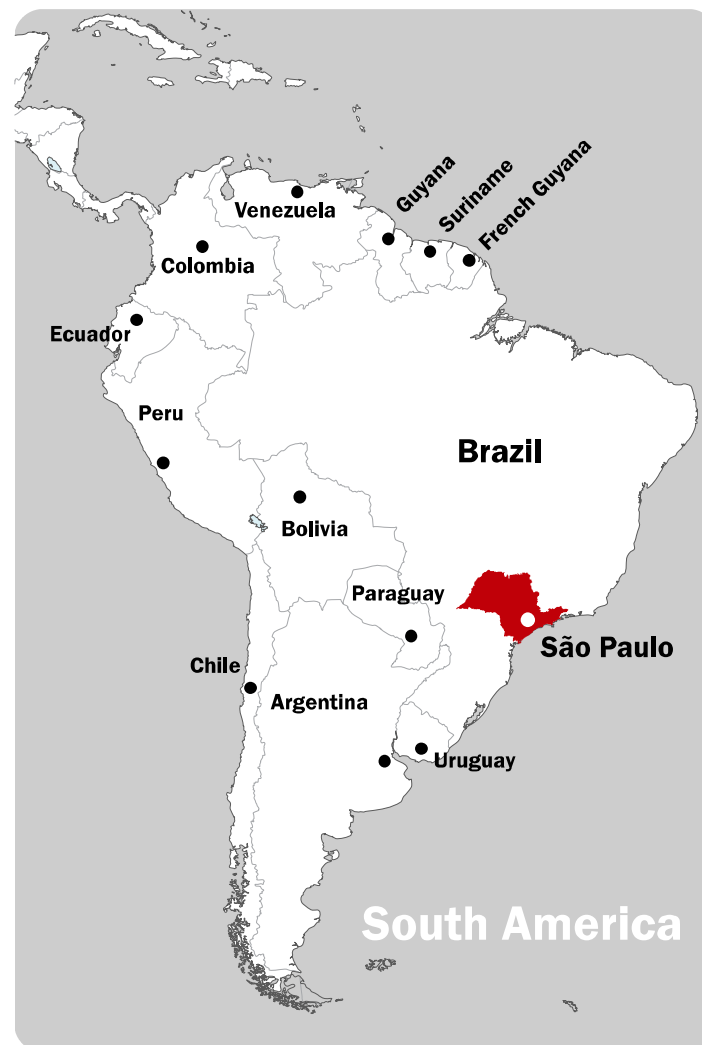 Guyana
Suriname
French Guyana
Venezuela
Colombia
Ecuador
Peru
Brazil
Bolivia
Paraguay
São Paulo
Chile
Argentina
Uruguay
South America